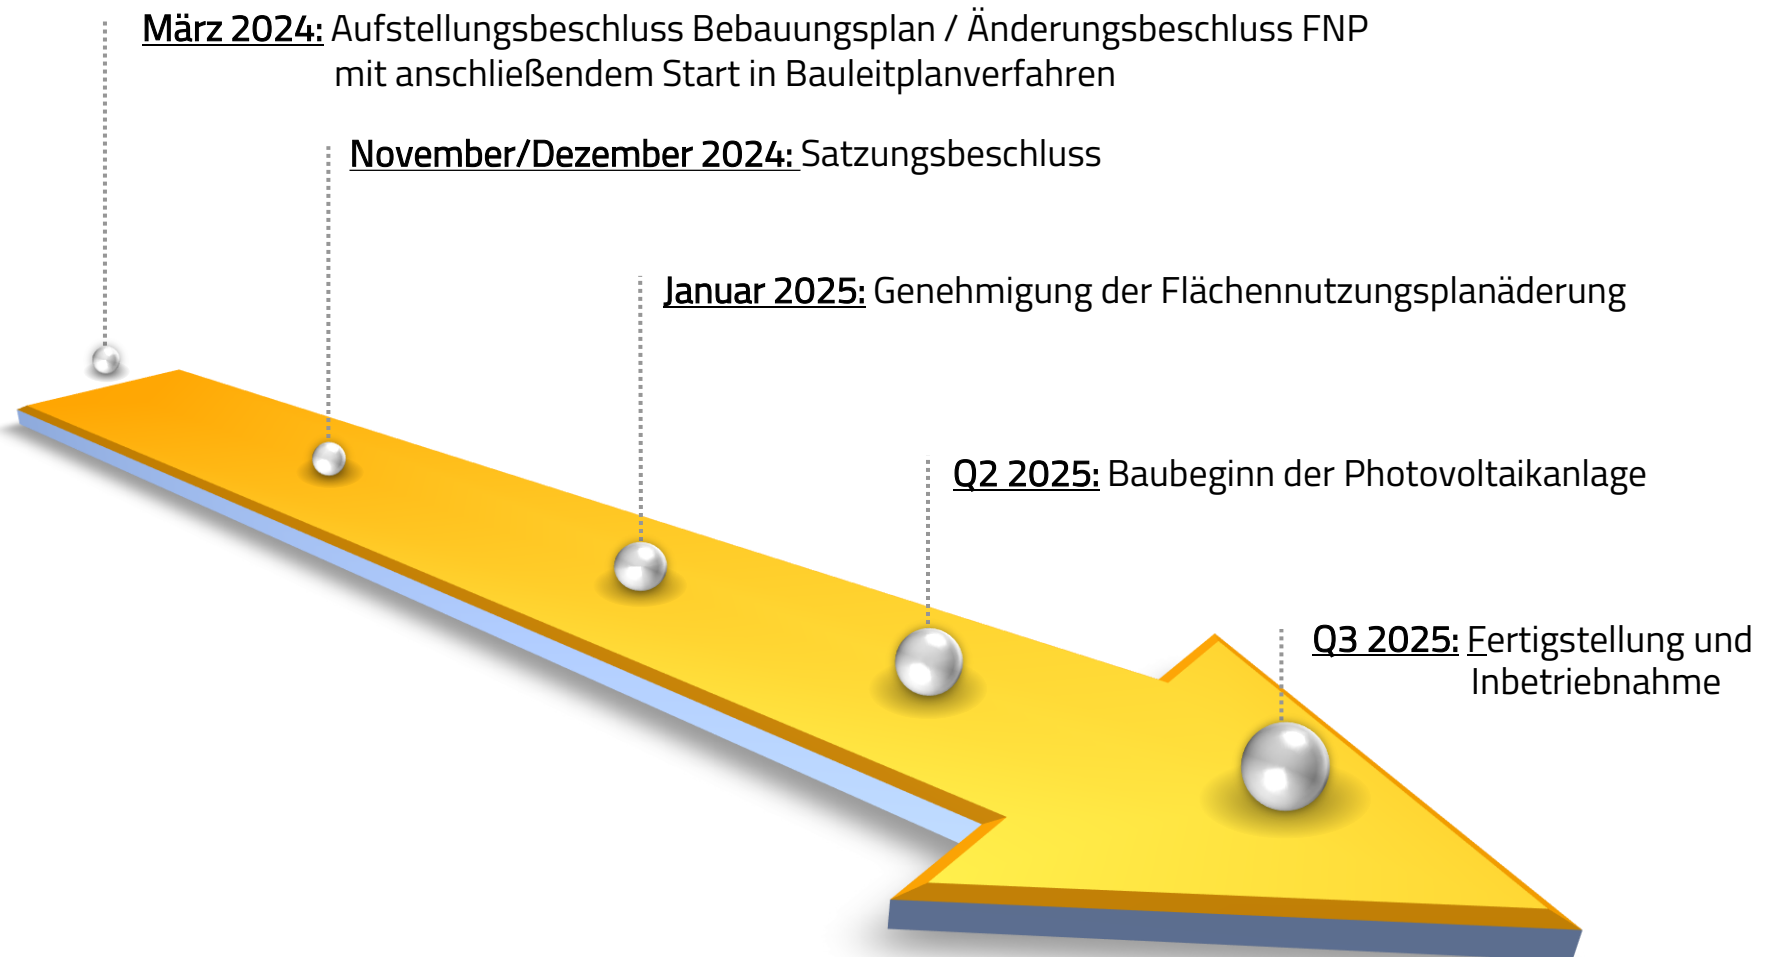 März 2024: Aufstellungsbeschluss Bebauungsplan / Änderungsbeschluss FNP
mit anschließendem Start in Bauleitplanverfahren
November/Dezember 2024: Satzungsbeschluss
Januar 2025: Genehmigung der Flächennutzungsplanäderung
Q2 2025: Baubeginn der Photovoltaikanlage
Q3 2025: Fertigstellung und
Inbetriebnahme